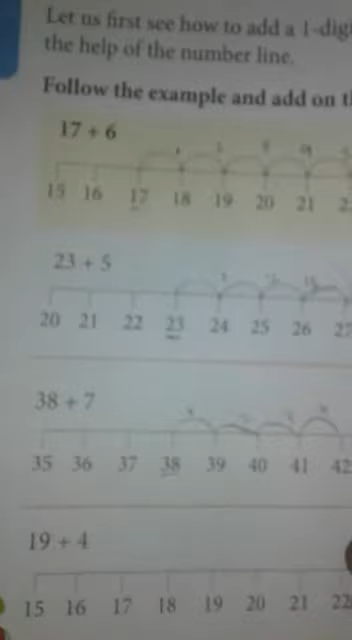 Let us first see how to add a 1-digi
the help of the number line.
Follow the example and add on t
17 + 6
15 16 17 18 19 20 21 2
23 + 5
20 21 22 23 24 25 26 27
38 + 7
35 36 37 38 39 40 41 42
19 + 4
15 16 17 18 19 20 21 22